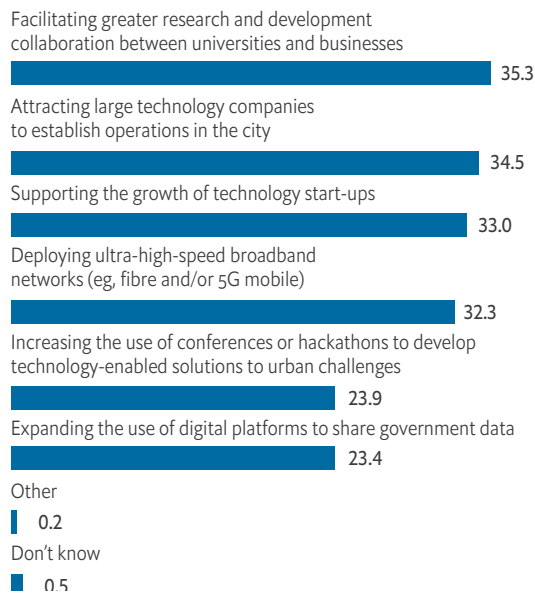 Facilitating greater research and development
collaboration between universities and businesses
35.3
Attracting large technology companies
to establish operations in the city
34.5
Supporting the growth of technology start-ups
33.0
Deploying ultra-high-speed broadband
networks (eg, fibre and/or 5G mobile)
32.3
Increasing the use of conferences or hackathons to develop
technology-enabled solutions to urban challenges
23.9
Expanding the use of digital platforms to share government data
23.4
Other
0.2
Don’t know
0.5